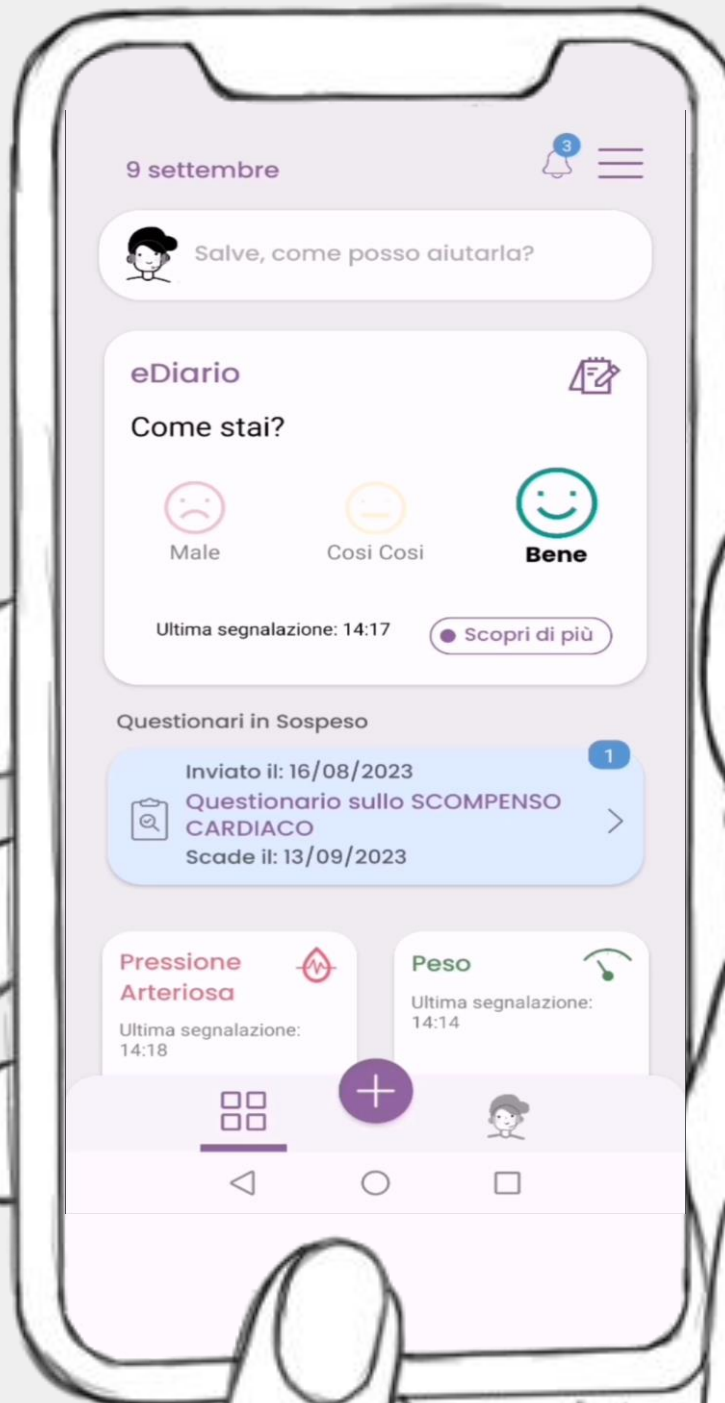 9 settembre
3
Salve, come posso aiutarla?
eDiario
Come stai?
Male
Cosi Cosi
Bene
Ultima segnalazione: 14:17
Scopri di più
Questionari in Sospeso
1
Inviato il: 16/08/2023
Questionario sullo SCOMPENSO
CARDIACO
Scade il: 13/09/2023
Pressione
Arteriosa
Ultima segnalazione:
14:18
Peso
Ultima segnalazione:
14:14